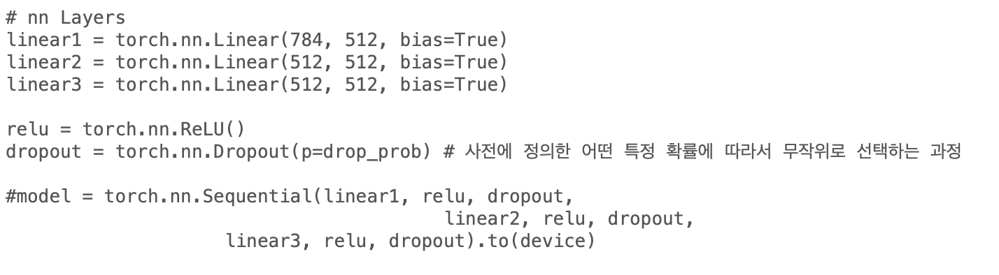 # nn Layers
linear1 = torch.nn.Linear(784, 512, bias=True)
linear2 = torch.nn.Linear(512, 512, bias=True)
linear3 = torch.nn.Linear(512, 512, bias=True)
relu = torch.nn.ReLU()
dropout = torch.nn.Dropout(p=drop_prob) # 사전에 정의한 어떤 특정 확률에 따라서 무작위로 선택하는 과정
#model = torch.nn.Sequential(linear1, relu, dropout,
linear2, relu, dropout,
linear3, relu, dropout).to(device)